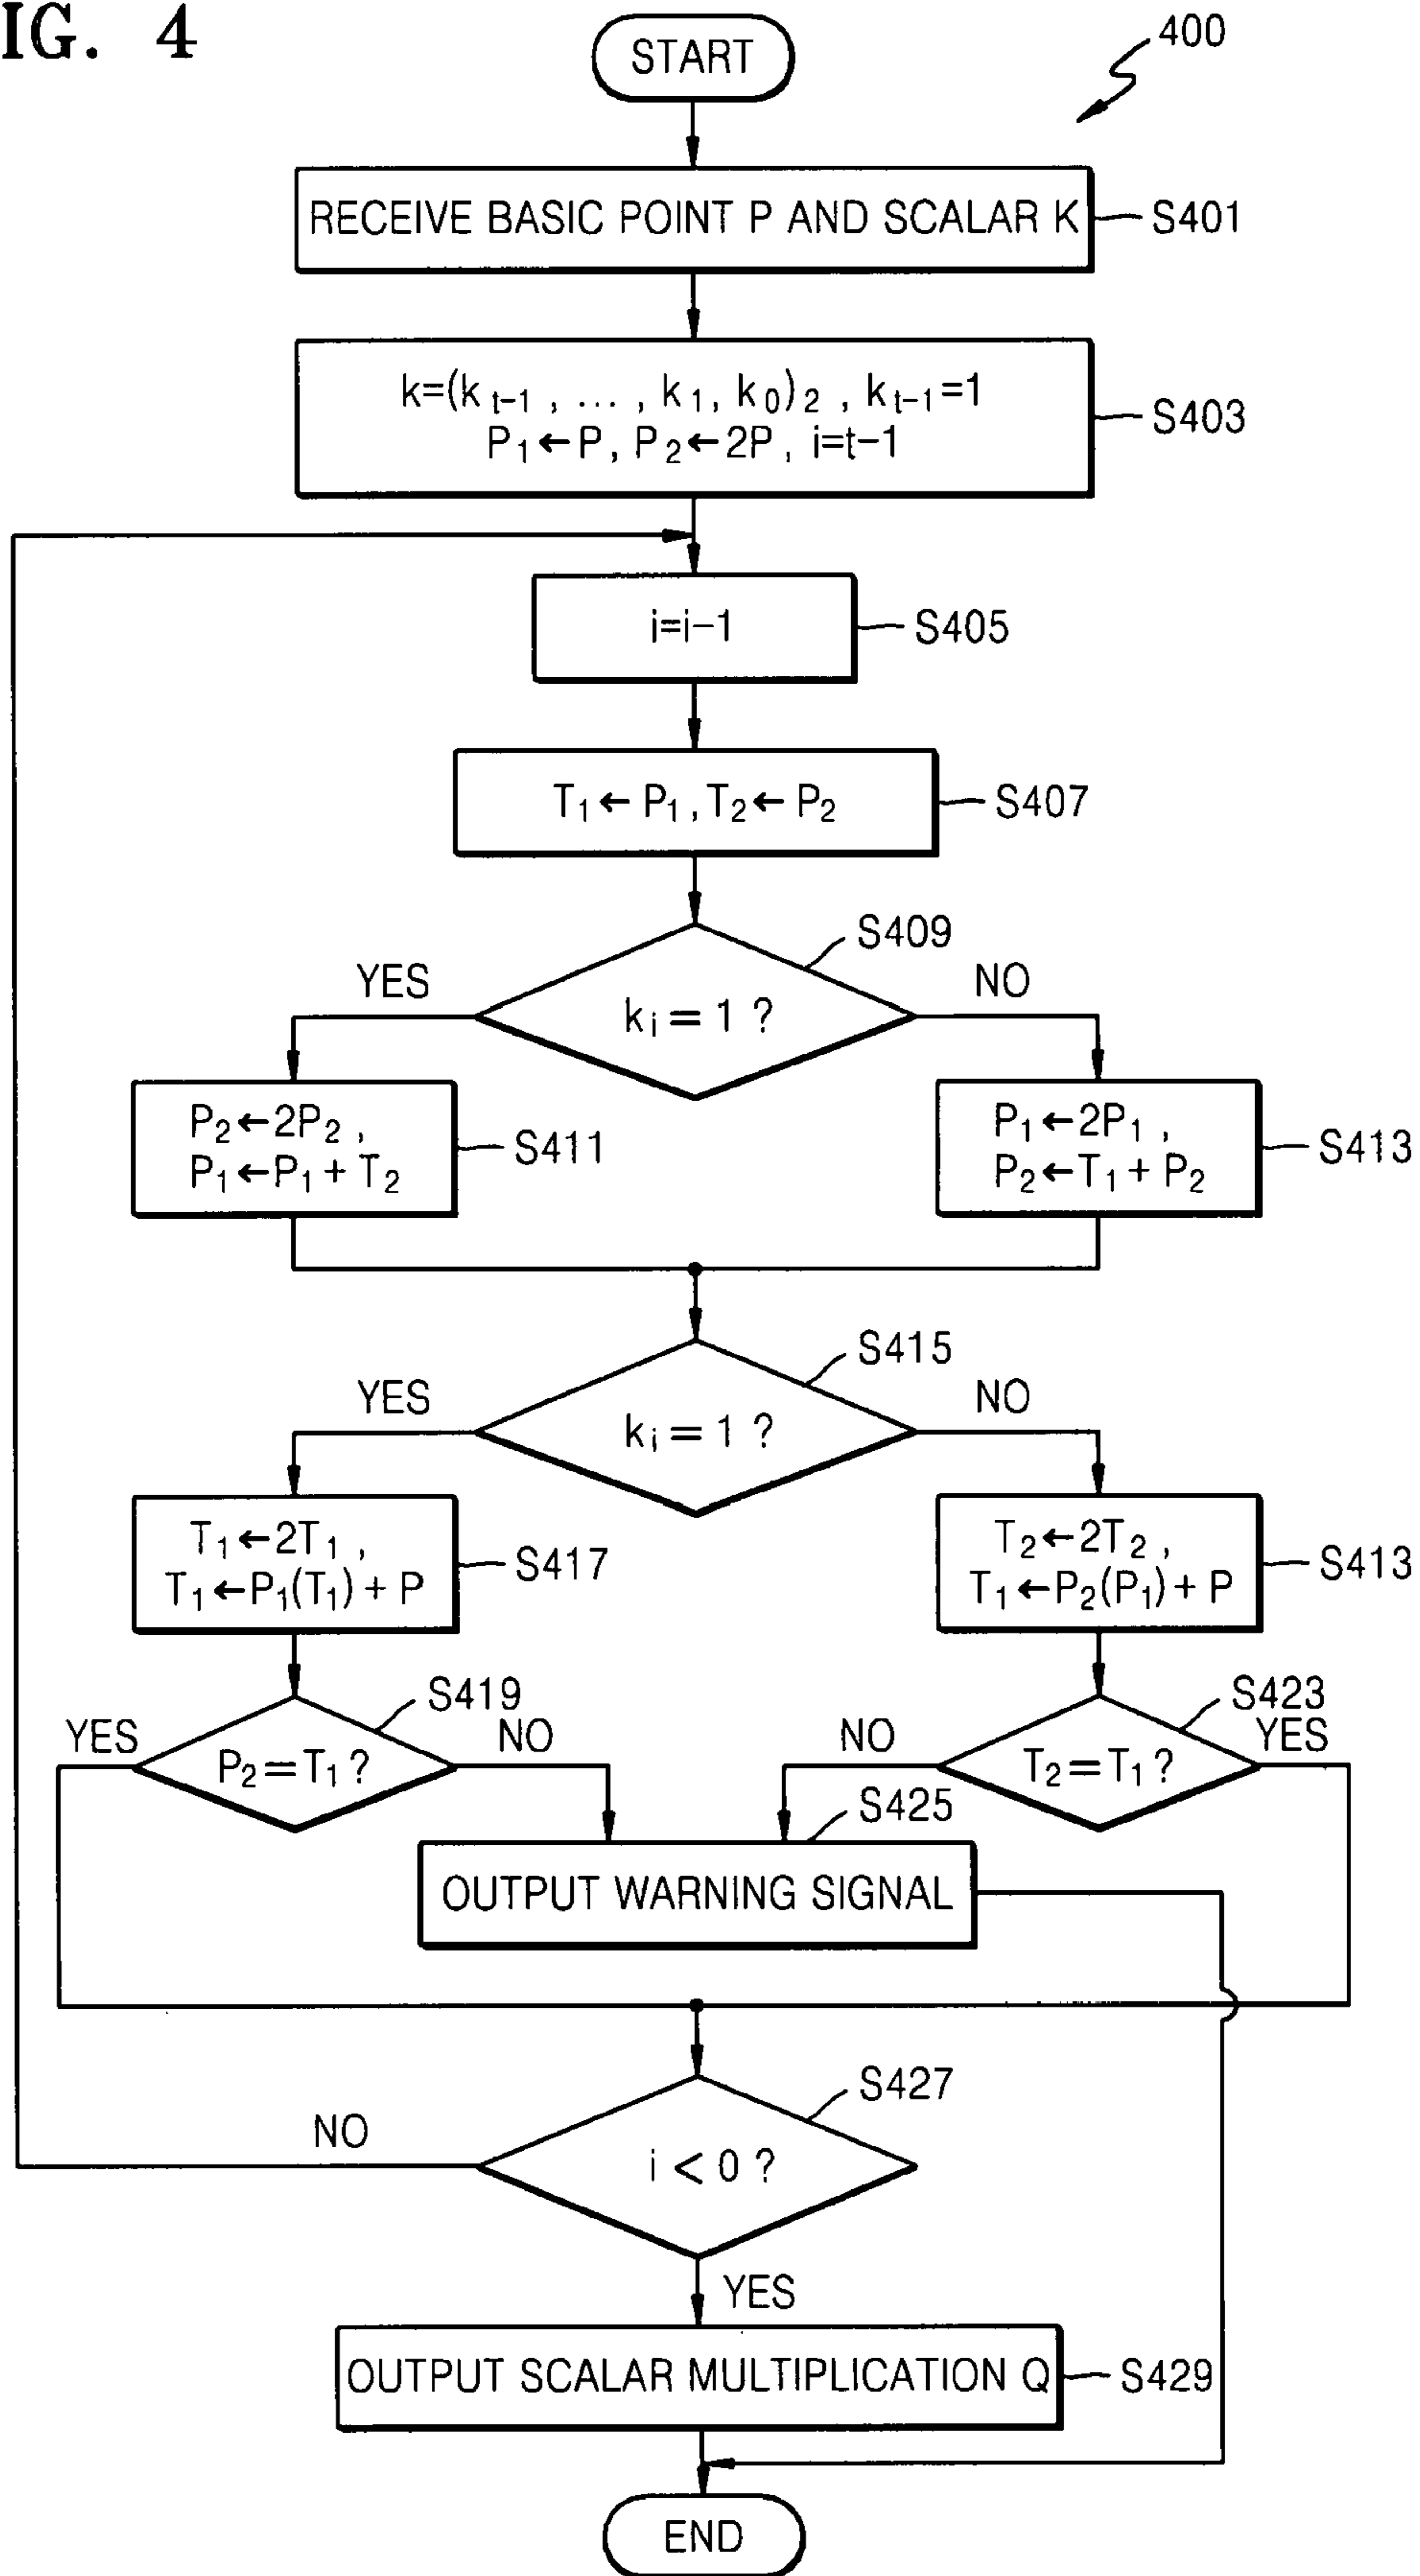 IG. 4
START
400
RECEIVE BASIC POINT P AND SCALAR K
S401
k=(k t-1 , ... , k1, k0)2 , k t-1=1
P1←P, P2←2P, i=t-1
S403
i=i-1
S405
T1←P1, T2←P2
S407
S409
YES
NO
ki = 1 ?
P2←2P2 ,
P1←P1+T2
S411
P1←2P1 ,
P2←T1+P2
S413
S415
YES
NO
ki = 1 ?
T1←2T1 ,
T1←P1(T1)+P
S417
T2←2T2 ,
T1←P2(P1)+P
S413
S419
YES
NO
P2=T1 ?
S423
NO
YES
T2=T1 ?
S425
OUTPUT WARNING SIGNAL
S427
NO
i < 0 ?
YES
OUTPUT SCALAR MULTIPLICATION Q
S429
END